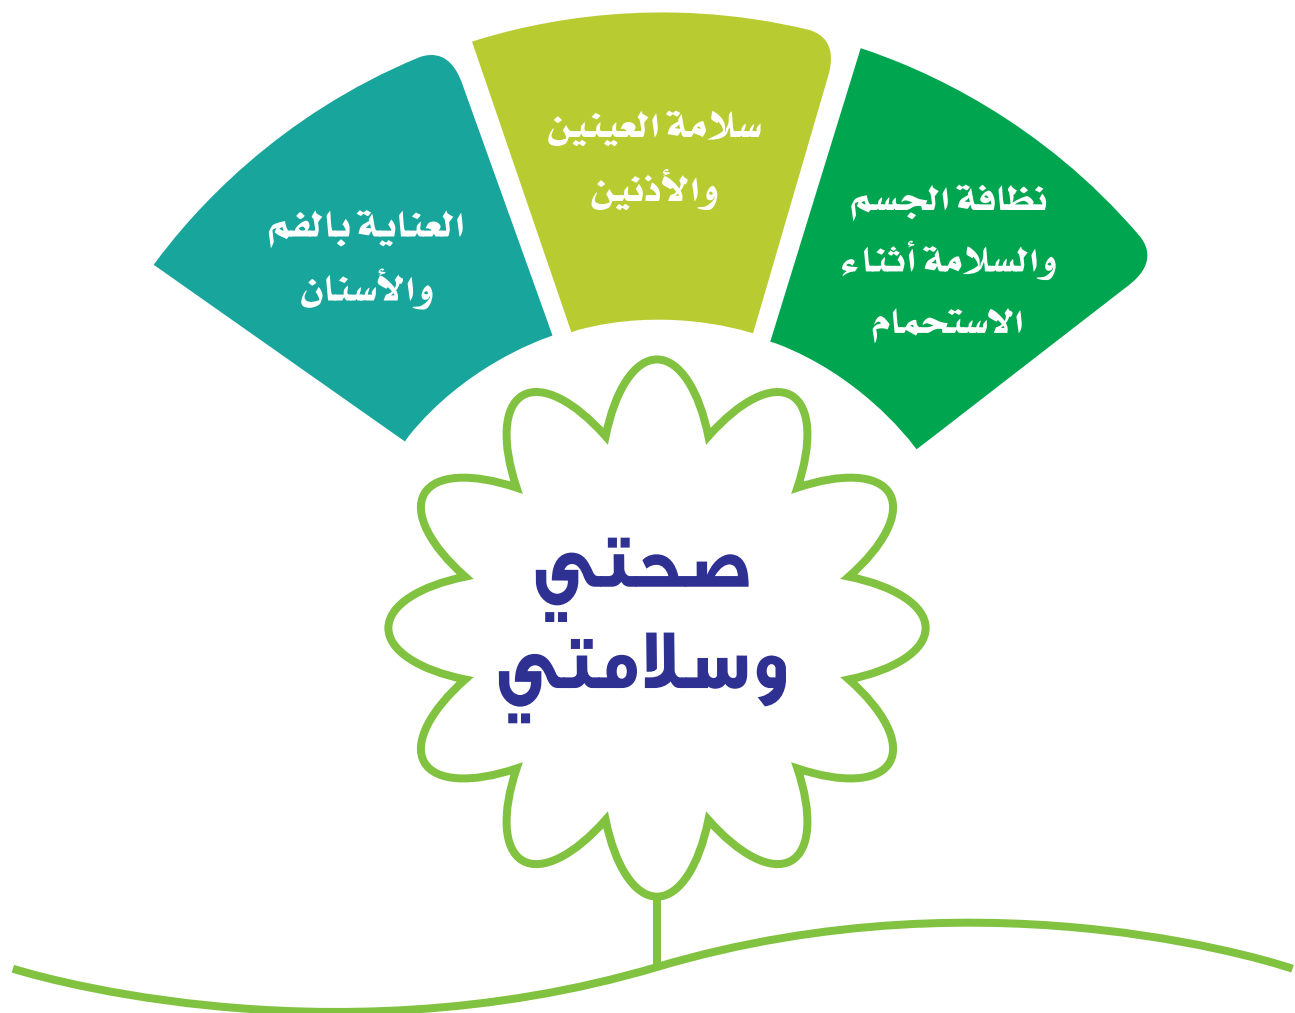 نظافة الجسم
والسلامة أثناء
الاستحمام
سلامة العينين
والأذنين
العناية بالفم
والأسنان
صحتي
وسلامتي